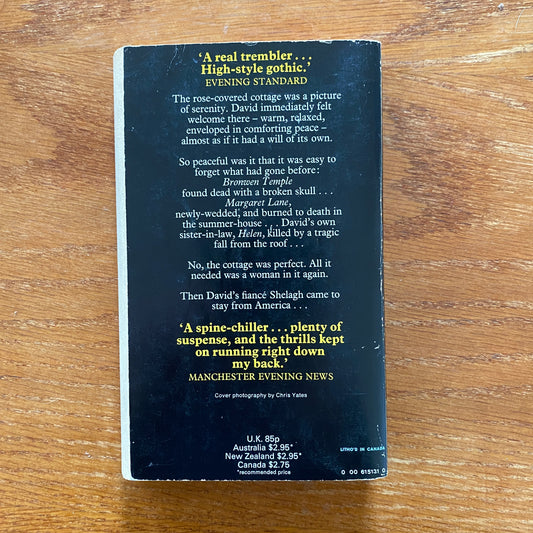 ‘A real trembler . . .
High-style gothic.’
EVENING STANDARD
The rose-covered cottage was a picture
of serenity. David immediately felt
welcome there – warm, relaxed,
enveloped in comforting peace –
almost as if it had a will of its own.
So peaceful was it that it was easy to
forget what had gone before:
Bronwen Temple
found dead with a broken skull . . .
Margaret Lane,
newly-wedded, and burned to death in
the summer-house . . . David’s own
sister-in-law, Helen, killed by a tragic
fall from the roof . . .
No, the cottage was perfect. All it
needed was a woman in it again.
Then David’s fiancé Shelagh came to
stay from America . . .
‘A spine-chiller . . . plenty of
suspense, and the thrills kept
on running right down
my back.’
MANCHESTER EVENING NEWS
Cover photography by Chris Yates
U.K. 85p
Australia $2.95*
New Zealand $2.95*
Canada $2.75
*recommended price
LITHO'D IN CANADA
0 00 615131 0